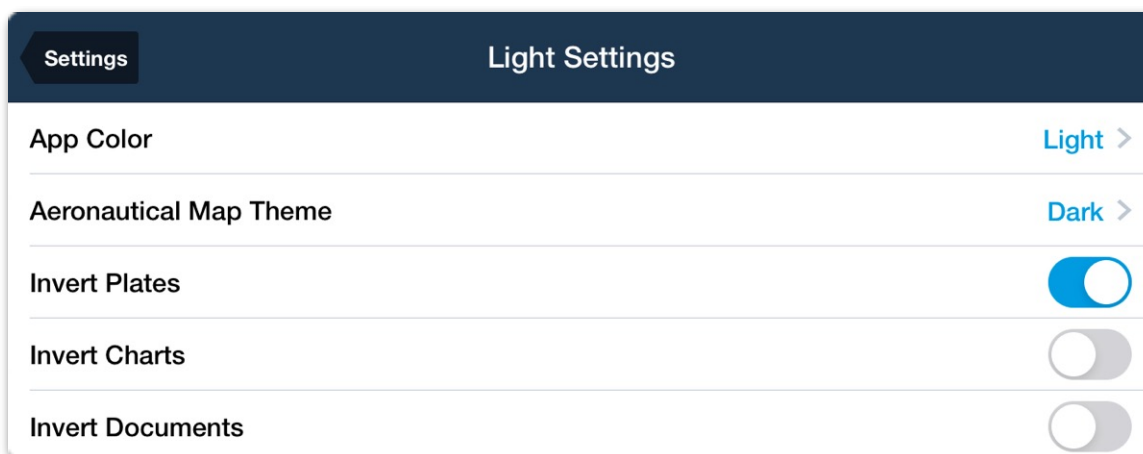 Settings
Light Settings
App Color Light
Aeronautical Map Theme Dark
Invert Plates
Invert Charts
Invert Documents